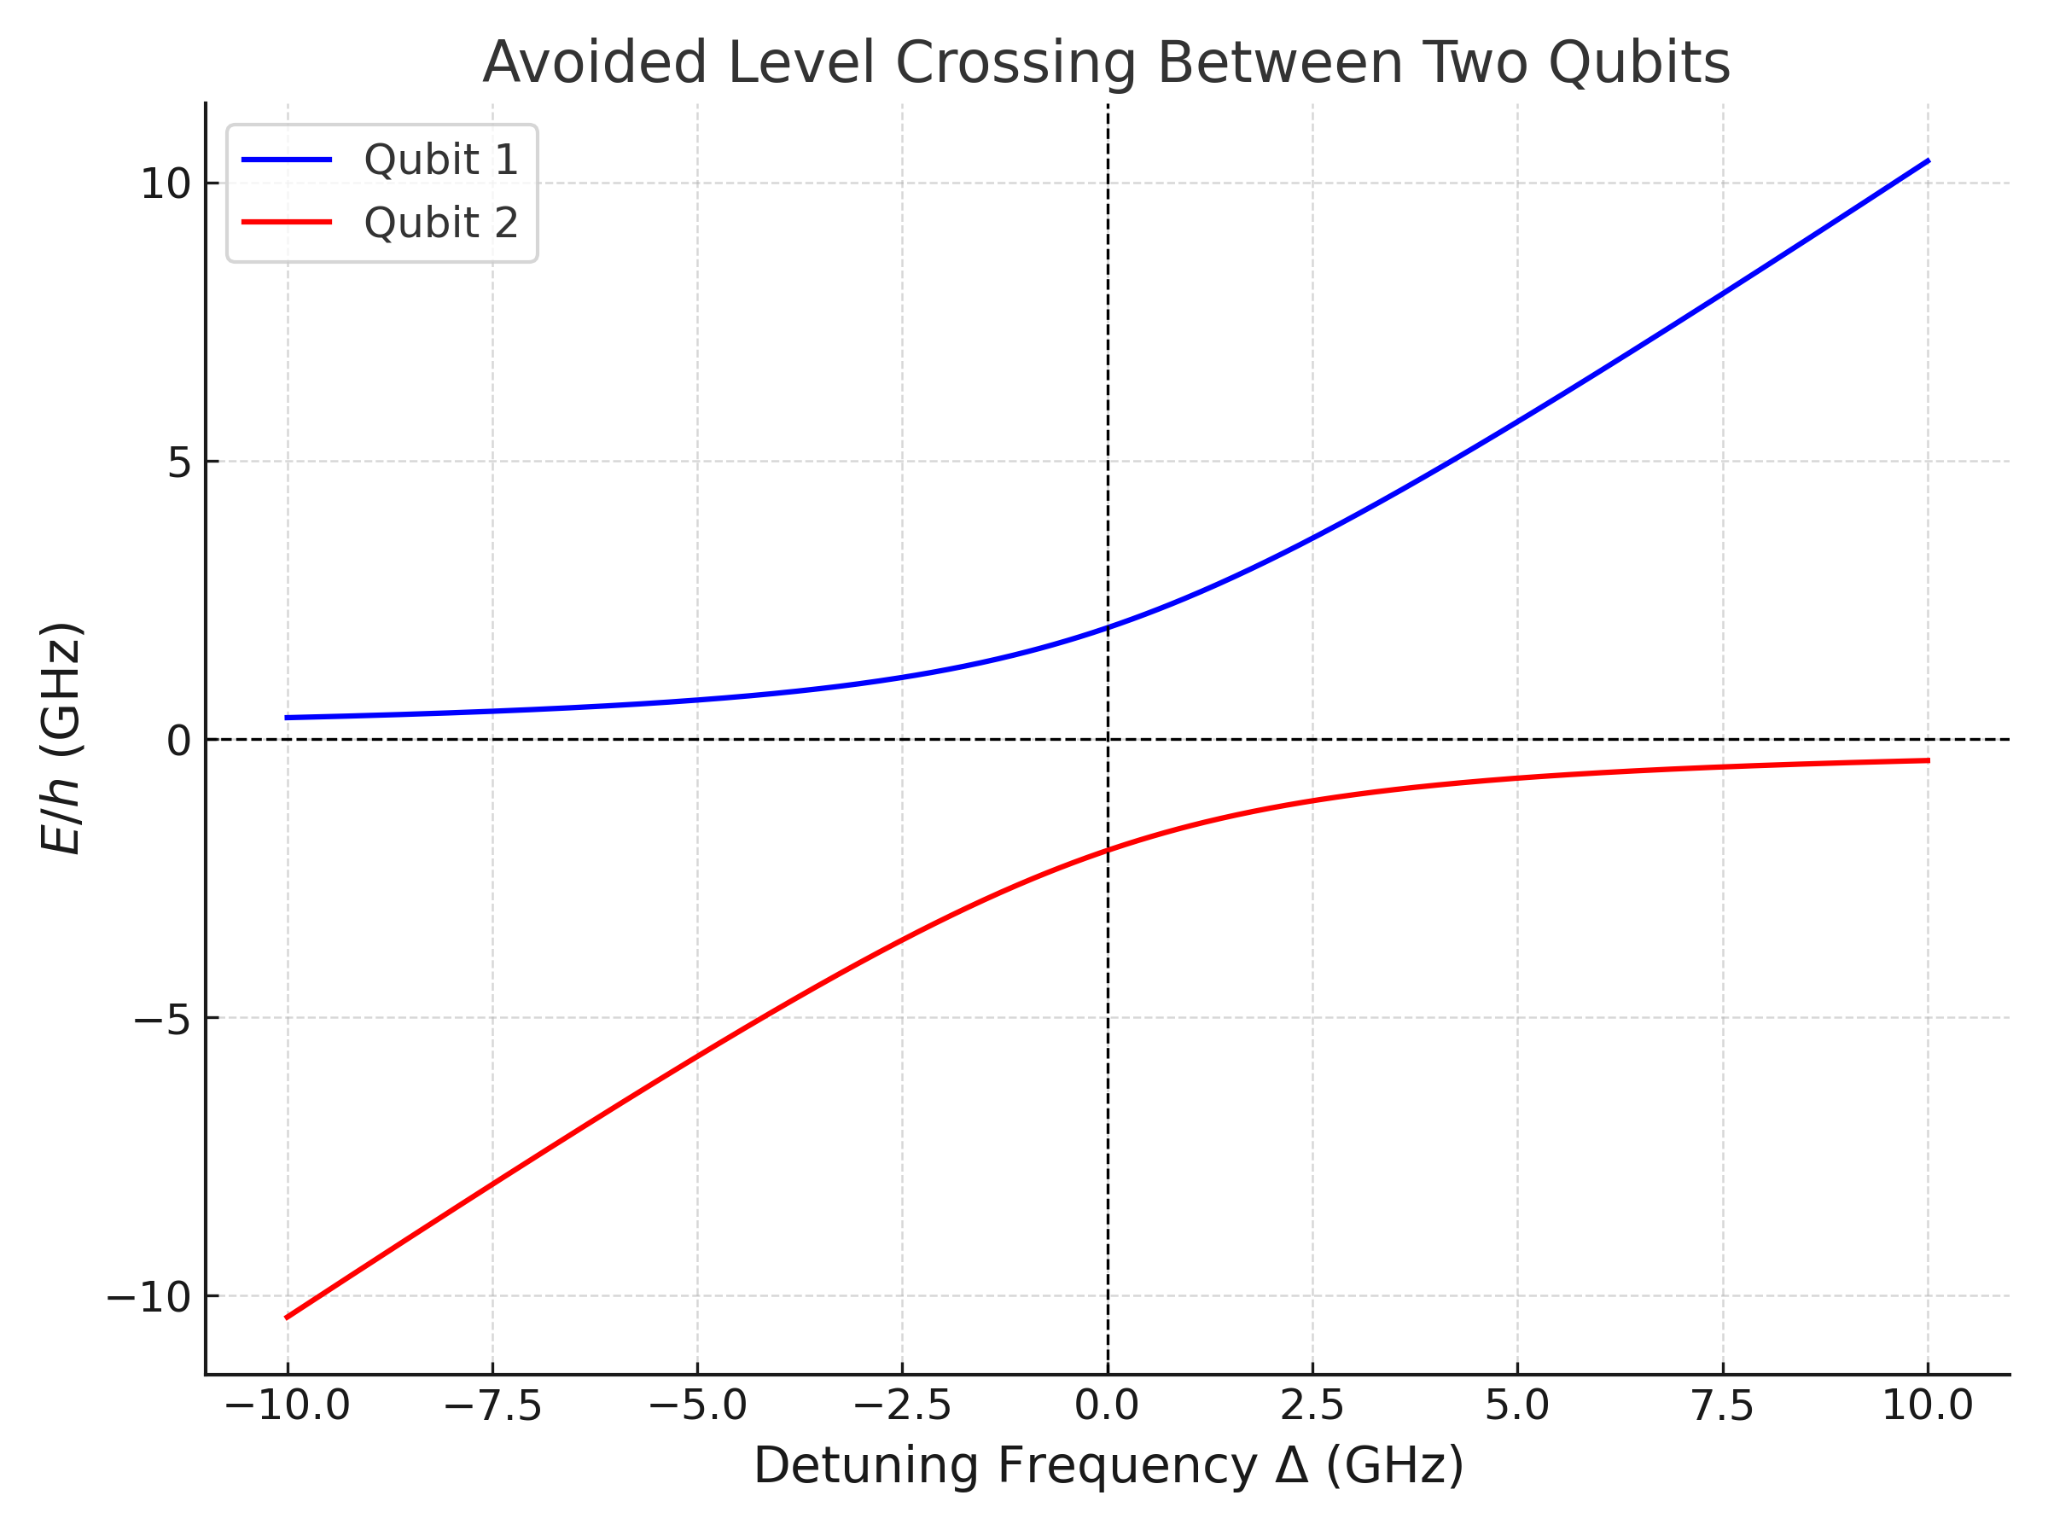 Avoided Level Crossing Between Two Qubits
Qubit 1
Qubit 2
10
5
0
−5
−10
E/h (GHz)
−10.0 −7.5 −5.0 −2.5 0.0 2.5 5.0 7.5 10.0
Detuning Frequency Δ (GHz)